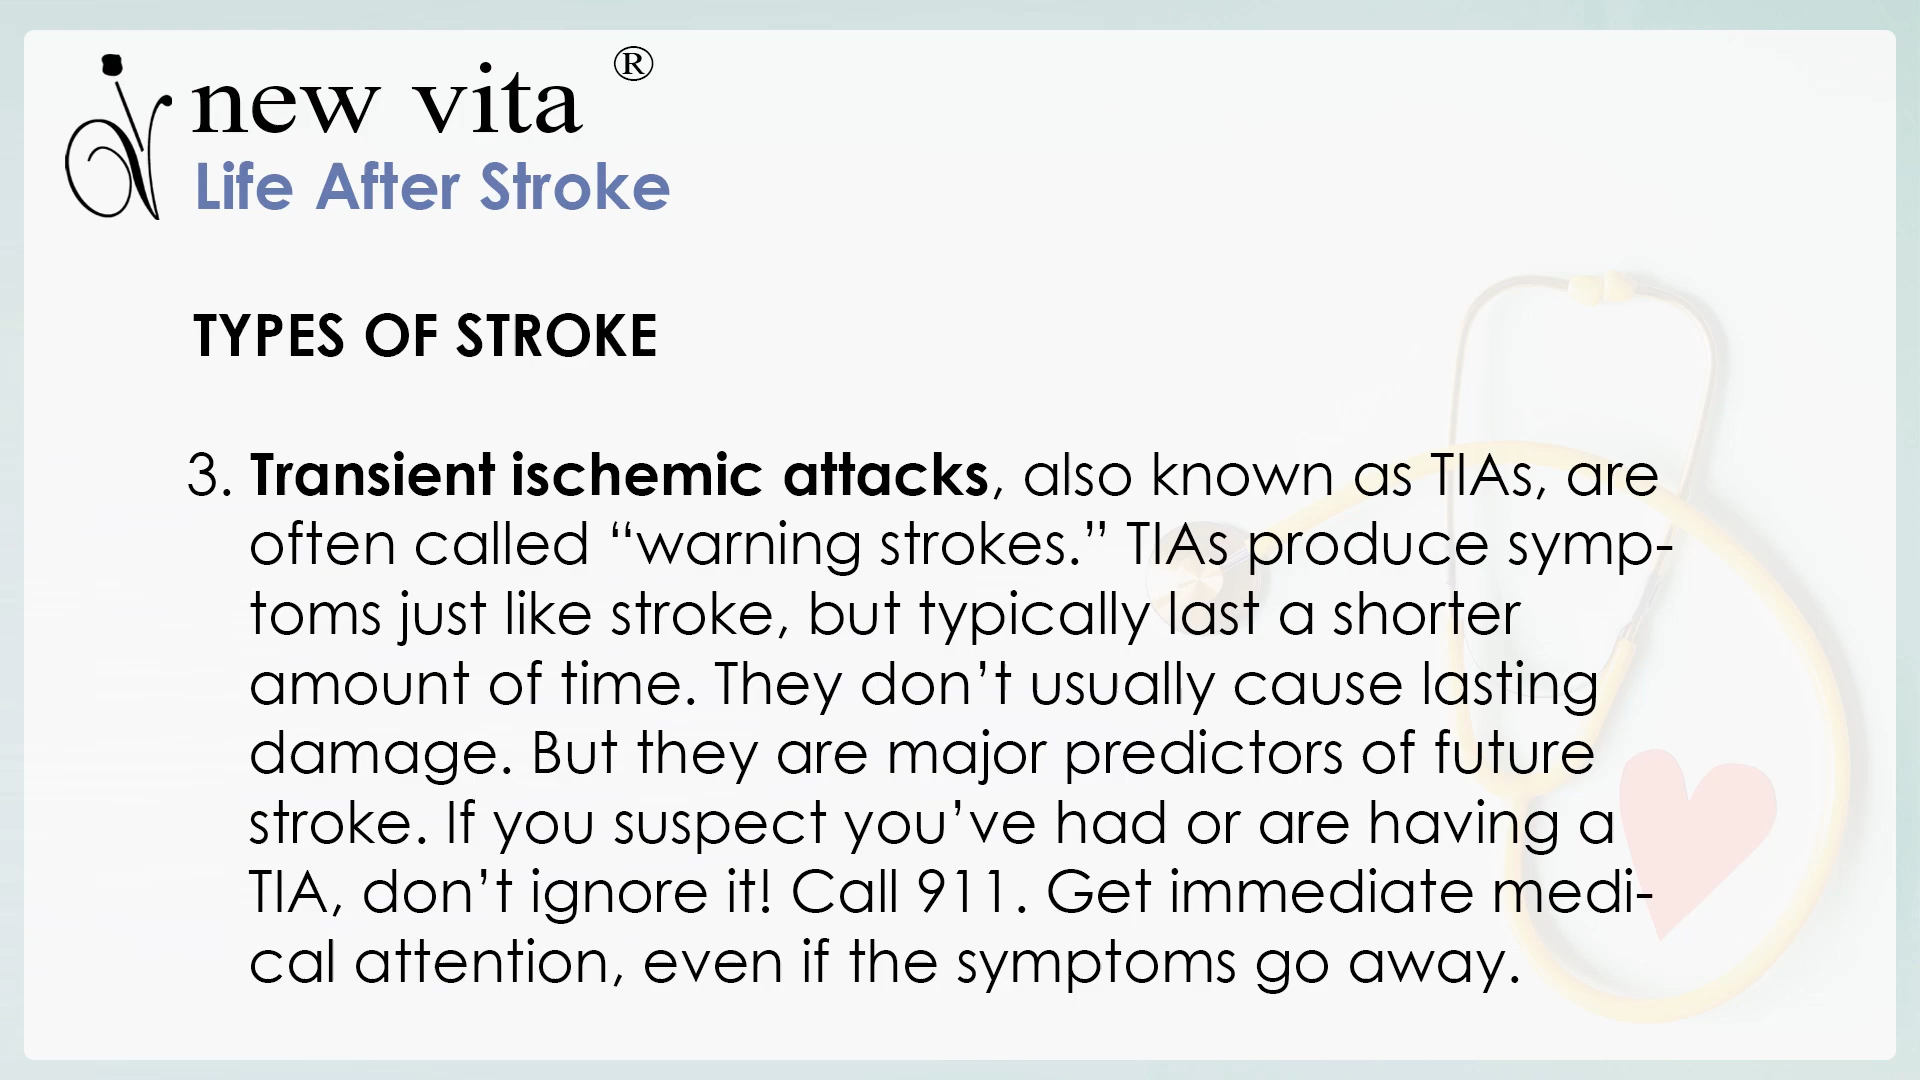 new vita ®
Life After Stroke
TYPES OF STROKE
3. Transient ischemic attacks, also known as TIAs, are
often called “warning strokes.” TIAs produce symp-
toms just like stroke, but typically last a shorter
amount of time. They don’t usually cause lasting
damage. But they are major predictors of future
stroke. If you suspect you’ve had or are having a
TIA, don’t ignore it! Call 911. Get immediate medi-
cal attention, even if the symptoms go away.